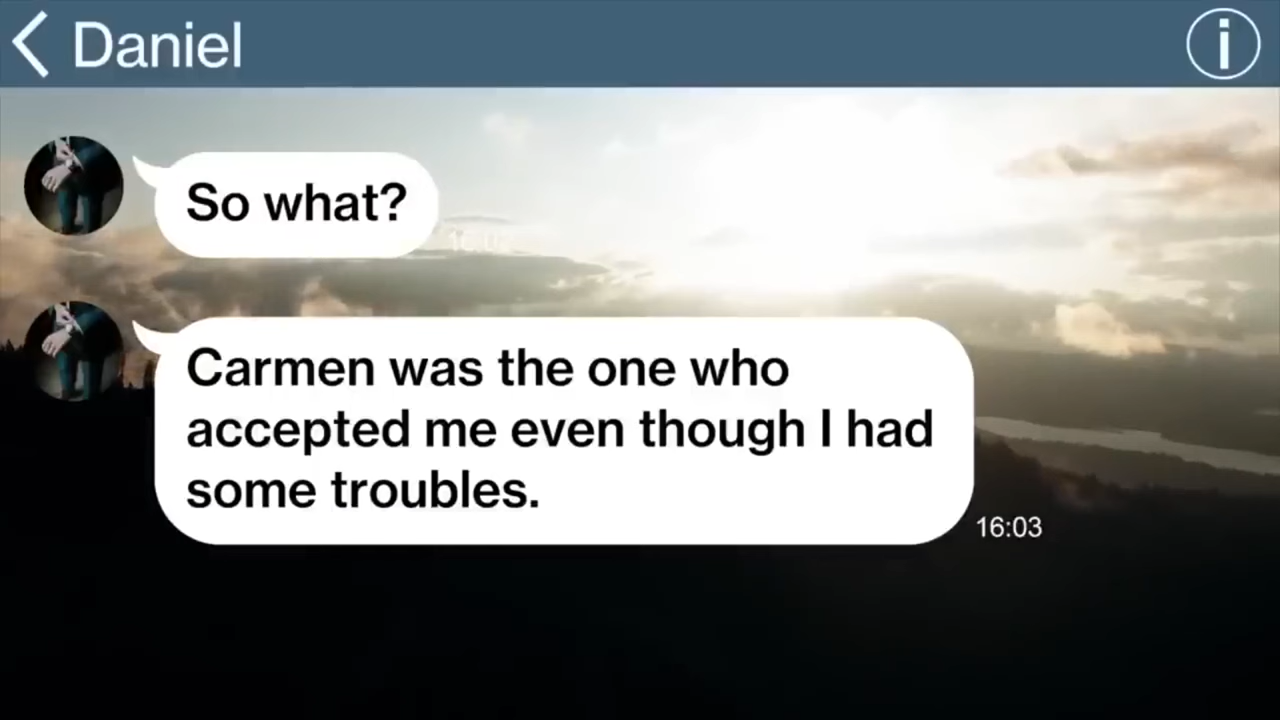 Daniel
So what?
Carmen was the one who
accepted me even though I had
some troubles.
16:03